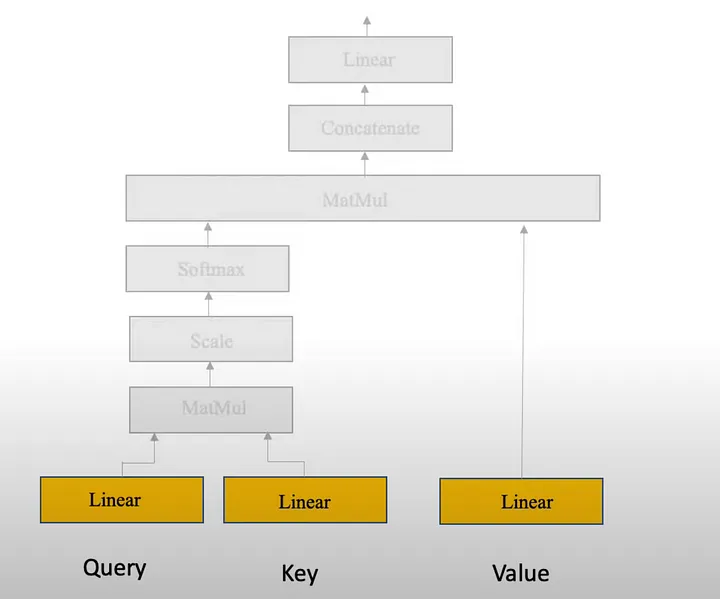 Linear
Concatenate
MatMul
Softmax
Scale
MatMul
Linear Linear Linear
Query Key Value